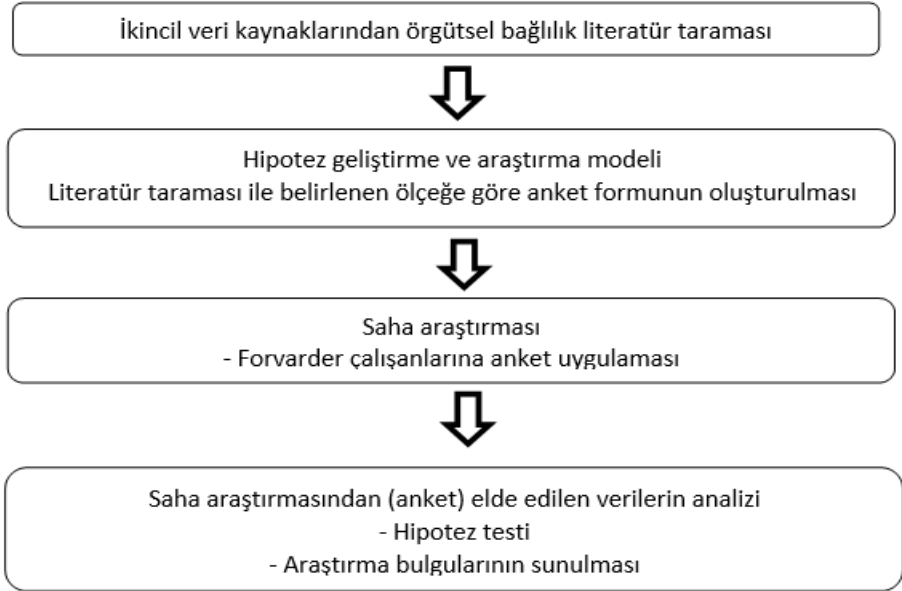 İkincil veri kaynaklarından örgütsel bağlılık literatür taraması
Hipotez geliştirme ve araştırma modeli
Literatür taraması ile belirlenen ölçeğe göre anket formunun oluşturulması
Saha araştırması
- Forvarder çalışanlarına anket uygulaması
Saha araştırmasından (anket) elde edilen verilerin analizi
- Hipotez testi
- Araştırma bulgularının sunulması